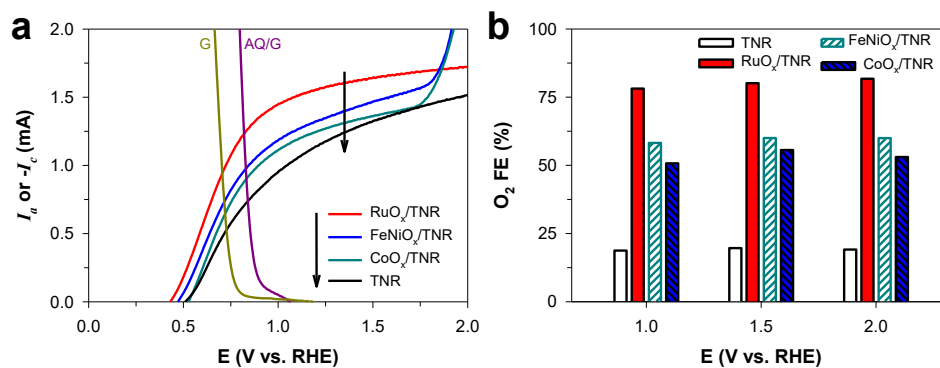 a
G
AQ/G
I_a or -I_c (mA)
2.0
1.5
1.0
0.5
0.0
RuO_x/TNR
FeNiO_x/TNR
CoO_x/TNR
TNR
0.0 0.5 1.0 1.5 2.0
E (V vs. RHE)
b
O_2 FE (%)
100
75
50
25
0
TNR FeNiO_x/TNR
RuO_x/TNR CoO_x/TNR
1.0 1.5 2.0
E (V vs. RHE)